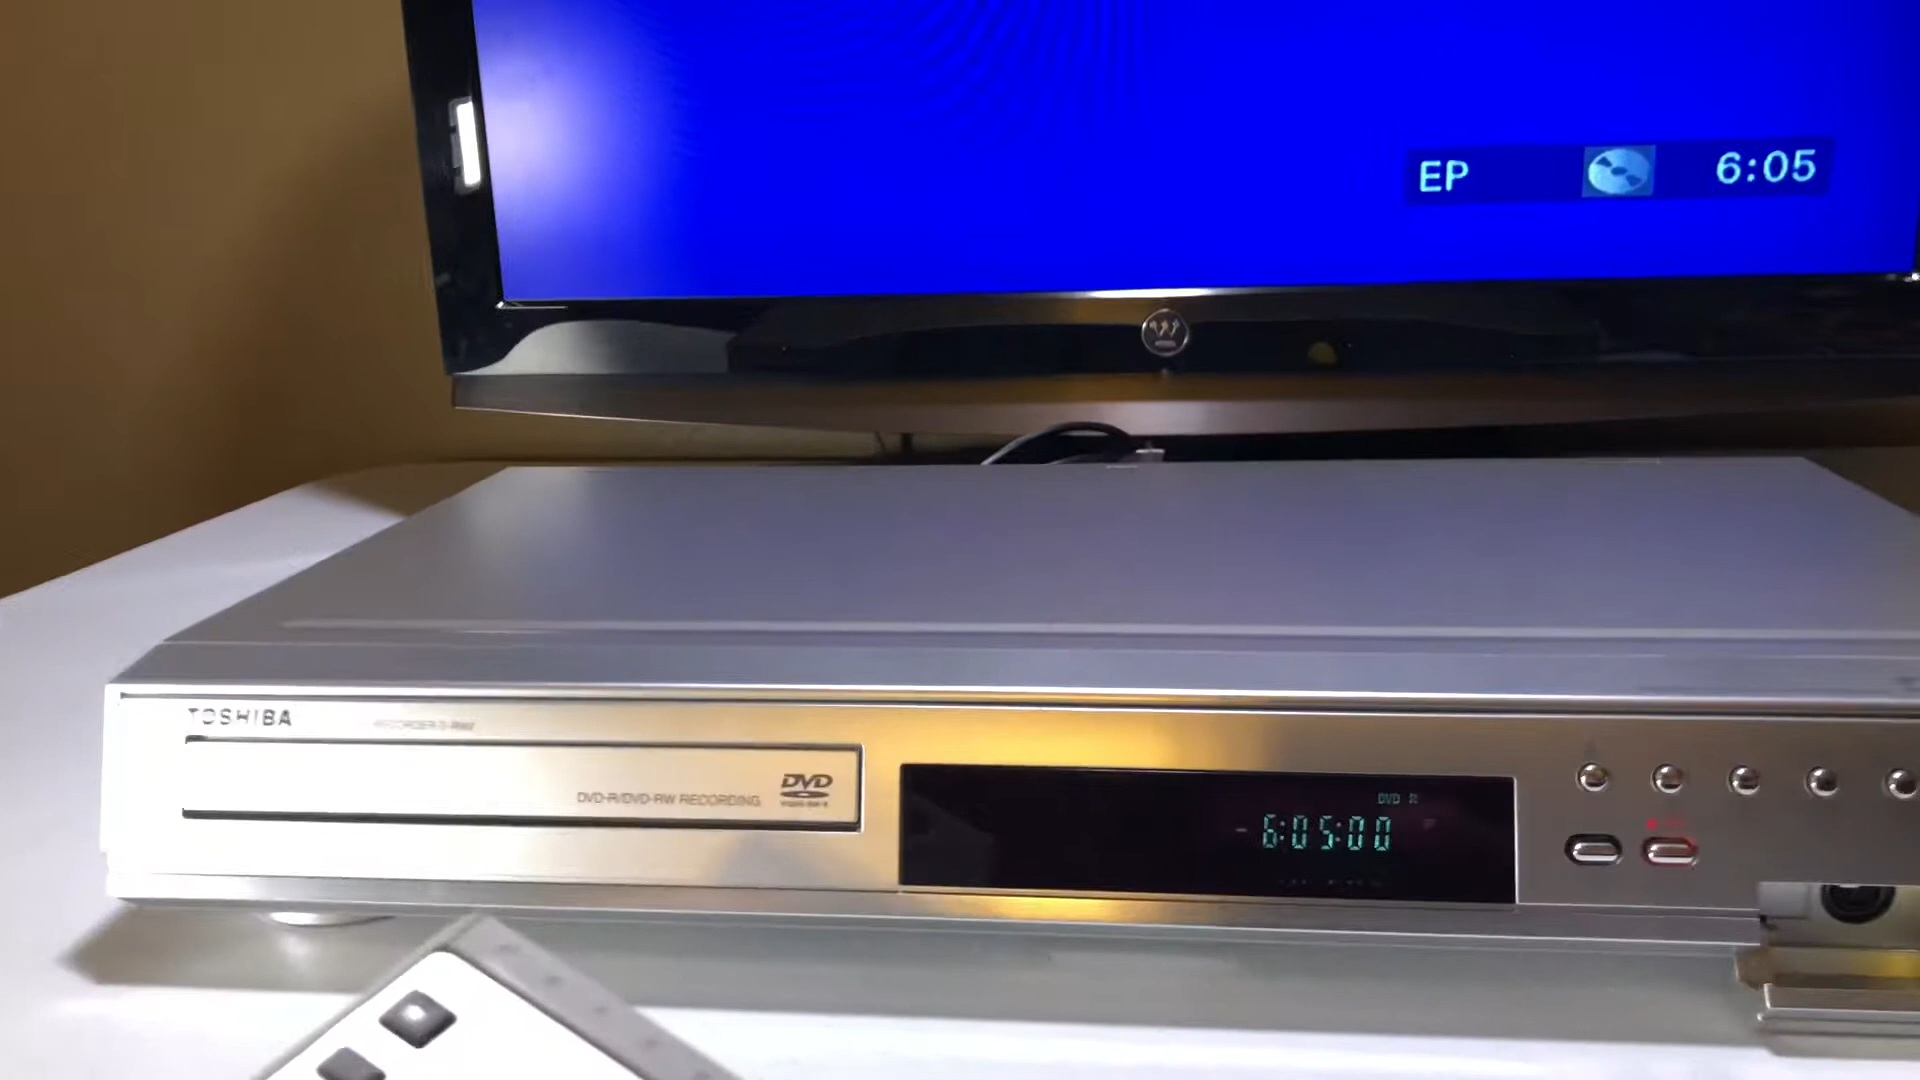 EP 6:05
TOSHIBA
DVD-R/DVD-RW RECORDING
DVD
DVD
- 6:05:00